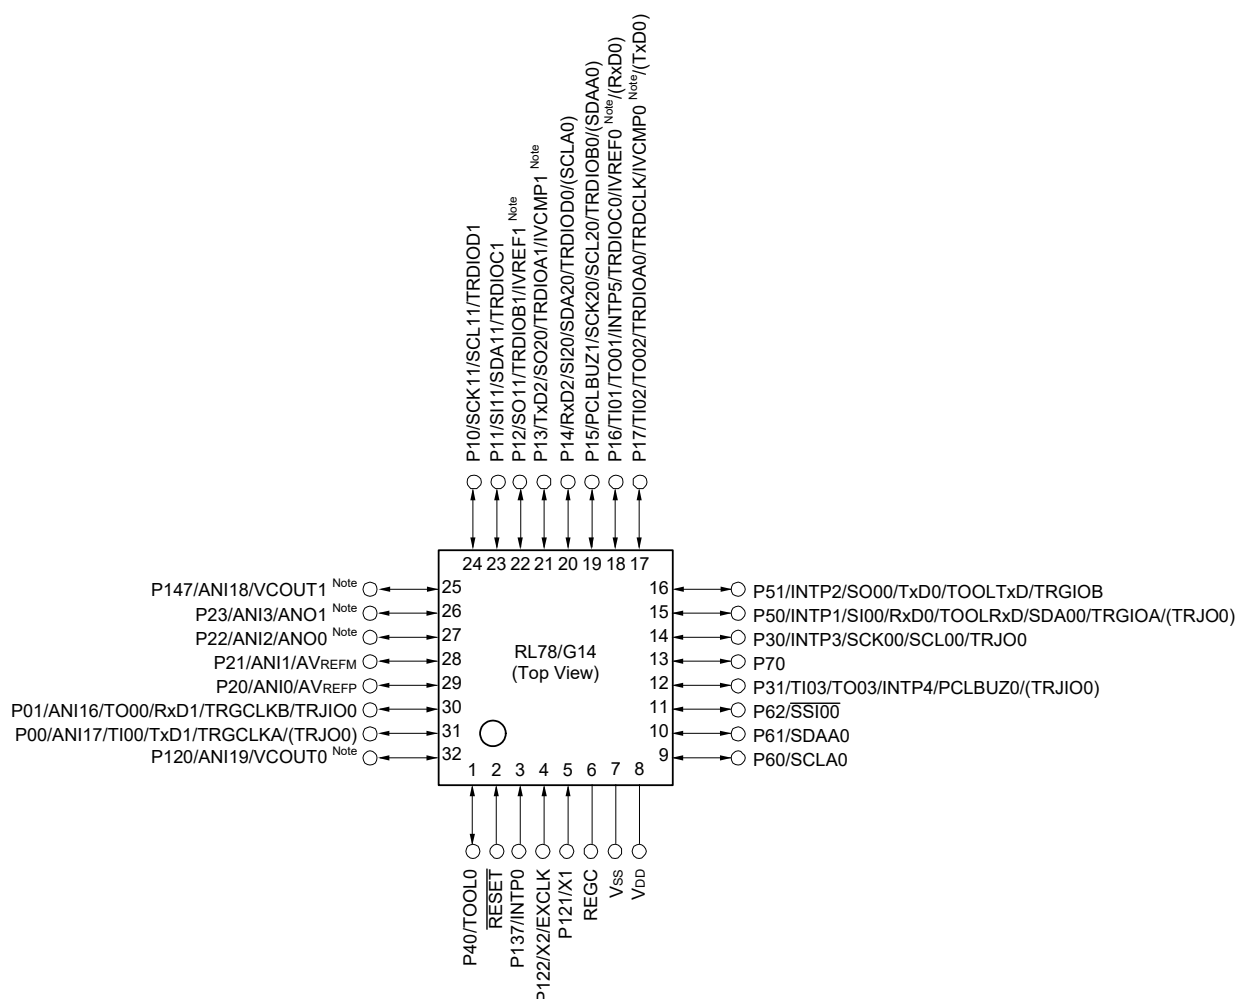 P10/SCK11/SCL11/TRDIOD1
P11/SI11/SDA11/TRDIOC1
P12/SO11/TRDIOB1/IVREF1 Note
P13/TxD2/SO20/TRDIOA1/IVCMP1 Note
P14/RxD2/SI20/SDA20/TRDIOD0/(SCLA0)
P15/PCLBUZ1/SCK20/SCL20/TRDIOB0/(SDAA0)
P16/TI01/TO01/INTP5/TRDIOC0/IVREF0 Note/(RxD0)
P17/TI02/TO02/TRDIOA0/TRDCLK/IVCMP0 Note/(TxD0)
24 23 22 21 20 19 18 17
P147/ANI18/VCOUT1 Note 25
P23/ANI3/ANO1 Note 26
P22/ANI2/ANO0 Note 27
P21/ANI1/AVREFM 28
P20/ANI0/AVREFP 29
P01/ANI16/TO00/RxD1/TRGCLKB/TRJIO0 30
P00/ANI17/TI00/TxD1/TRGCLKA/(TRJO0) 31
P120/ANI19/VCOUT0 Note 32
RL78/G14
(Top View)
16 P51/INTP2/SO00/TxD0/TOOLTxD/TRGIOB
15 P50/INTP1/SI00/RxD0/TOOLRxD/SDA00/TRGIOA/(TRJO0)
14 P30/INTP3/SCK00/SCL00/TRJO0
13 P70
12 P31/TI03/TO03/INTP4/PCLBUZ0/(TRJIO0)
11 P62/SSI00
10 P61/SDAA0
9 P60/SCLA0
1 2 3 4 5 6 7 8
P40/TOOL0
RESET
P137/INTP0
P122/X2/EXCLK
P121/X1
REGC
VSS
VDD